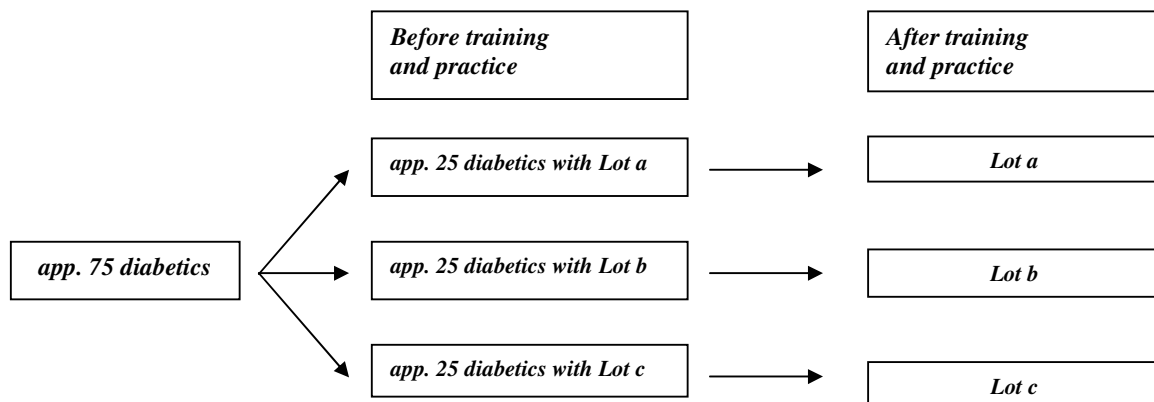 Before training
and practice
After training
and practice
app. 25 diabetics with Lot a
Lot a
app. 75 diabetics
app. 25 diabetics with Lot b
Lot b
app. 25 diabetics with Lot c
Lot c